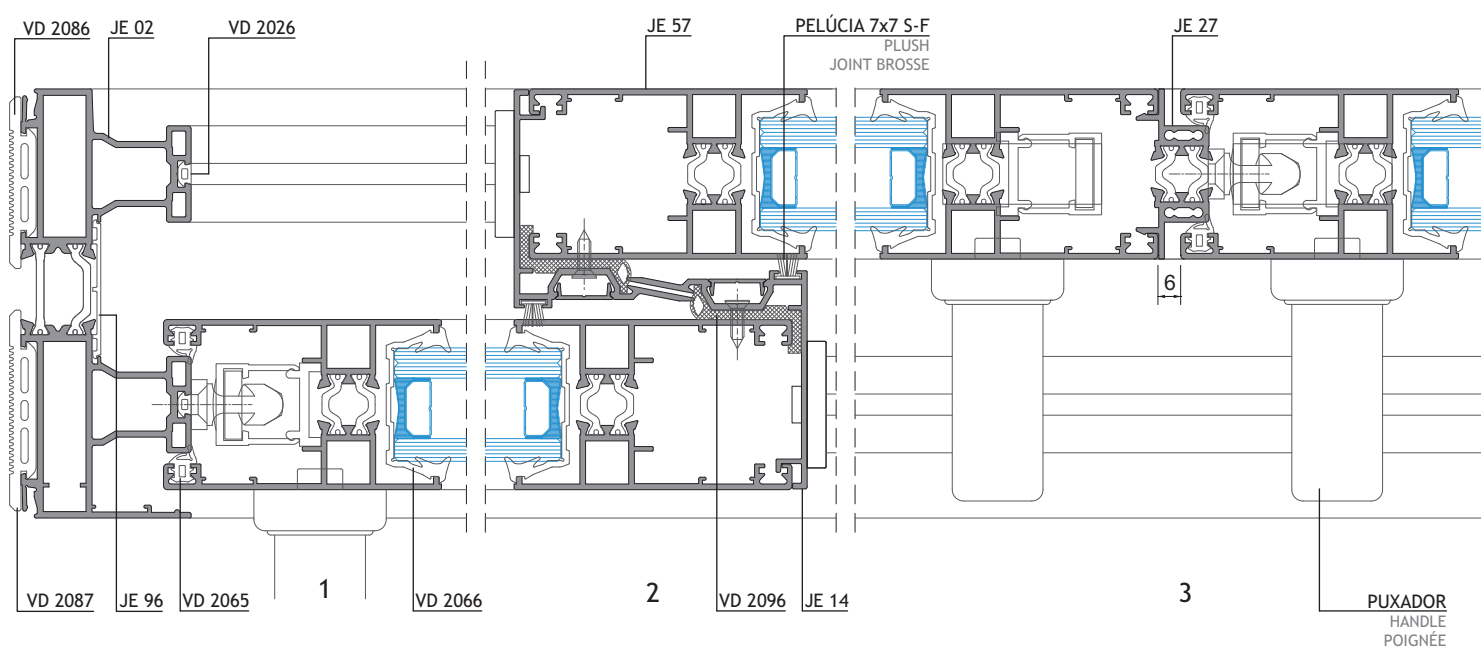 VD 2086
JE 02
VD 2026
JE 57
PELÚCIA 7x7 S-F
PLUSH
JOINT BROSSE
JE 27
6
1
2
3
VD 2087
JE 96
VD 2065
VD 2066
VD 2096
JE 14
PUXADOR
HANDLE
POIGNÉE